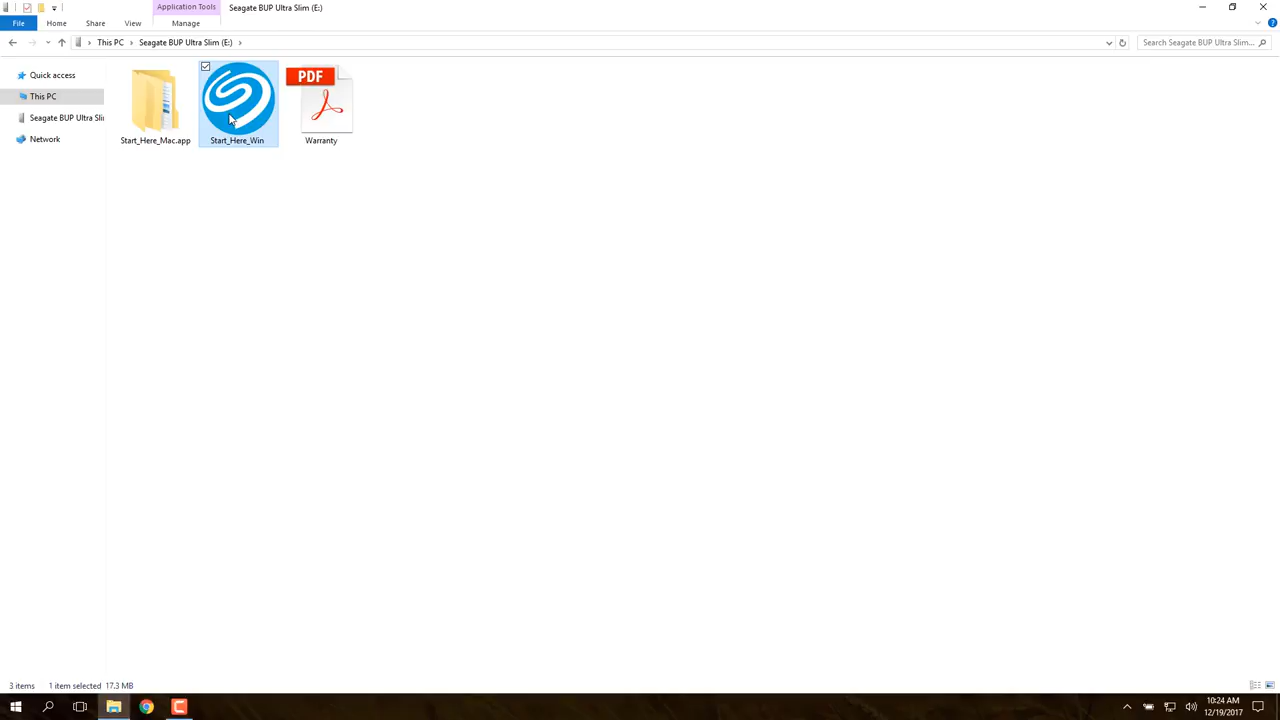 Application Tools
Seagate BUP Ultra Slim (E:)
File
Home
Share
View
Manage
This PC
Seagate BUP Ultra Slim (E:)
Search Seagate BUP Ultra Slim...
Quick access
This PC
Seagate BUP Ultra Sli
Network
Start_Here_Mac.app
Start_Here_Win
PDF
Warranty
3 items
1 item selected 17.3 MB
10:24 AM
12/19/2017